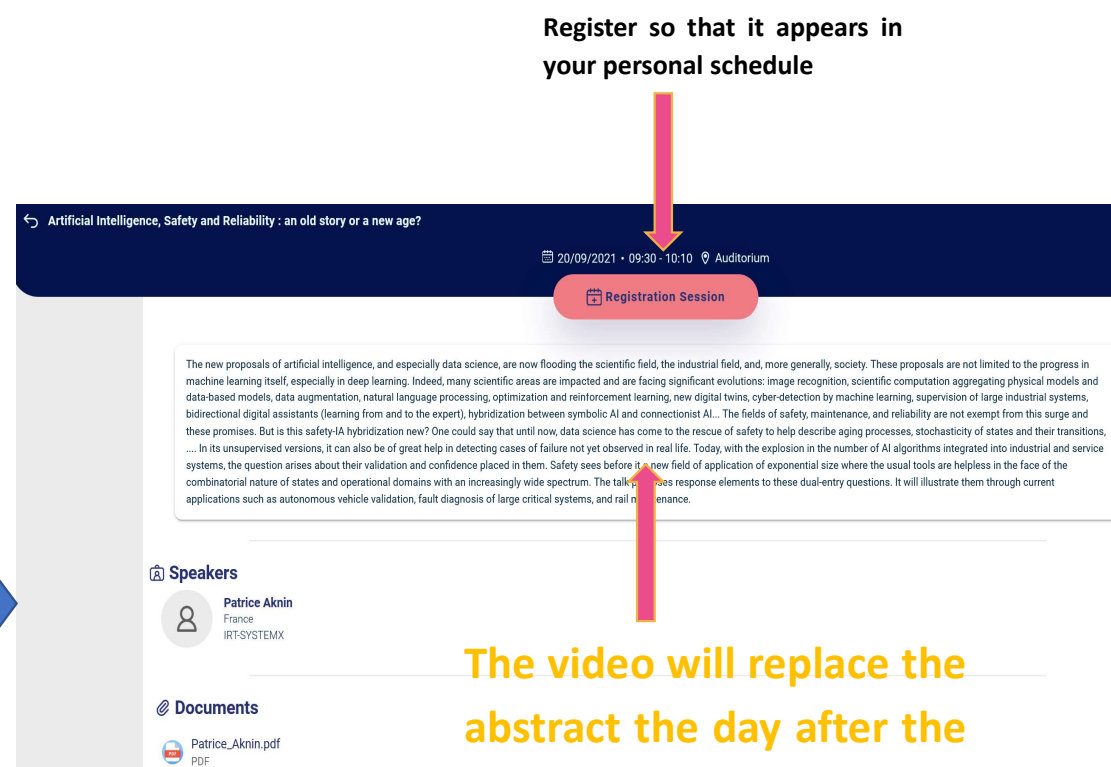 Register so that it appears in
your personal schedule
Artificial Intelligence, Safety and Reliability : an old story or a new age?
20/09/2021 • 09:30 - 10:10 Auditorium
Registration Session
The new proposals of artificial intelligence, and especially data science, are now flooding the scientific field, the industrial field, and, more generally, society. These proposals are not limited to the progress in
machine learning itself, especially in deep learning. Indeed, many scientific areas are impacted and are facing significant evolutions: image recognition, scientific computation aggregating physical models and
data-based models, data augmentation, natural language processing, optimization and reinforcement learning, new digital twins, cyber-detection by machine learning, supervision of large industrial systems,
bidirectional digital assistants (learning from and to the expert), hybridization between symbolic AI and connectionist AI... The fields of safety, maintenance, and reliability are not exempt from this surge and
these promises. But is this safety-IA hybridization new? One could say that until now, data science has come to the rescue of safety to help describe aging processes, stochasticity of states and their transitions,
.... In its unsupervised versions, it can also be of great help in detecting cases of failure not yet observed in real life. Today, with the explosion in the number of AI algorithms integrated into industrial and service
systems, the question arises about their validation and confidence placed in them. Safety sees before it new field of application of exponential size where the usual tools are helpless in the face of the
combinatorial nature of states and operational domains with an increasingly wide spectrum. The talk response elements to these dual-entry questions. It will illustrate them through current
applications such as autonomous vehicle validation, fault diagnosis of large critical systems, and rail
Speakers
Patrice Aknin
France
IRT-SYSTEMX
The video will replace the
Documents
abstract the day after the
Patrice_Aknin.pdf
PDF